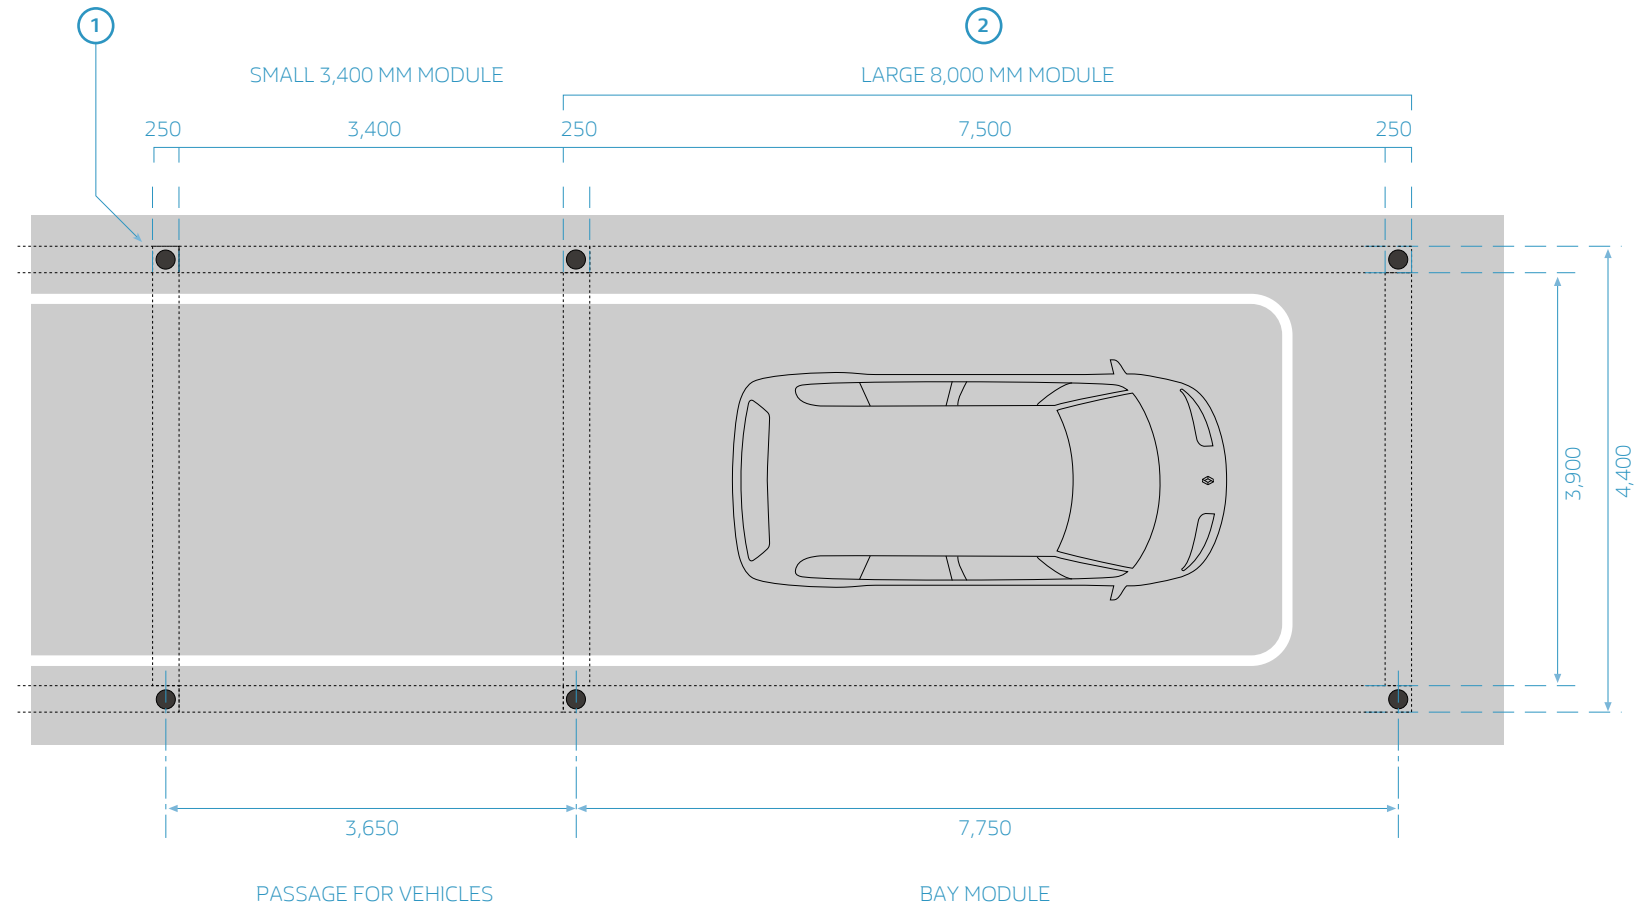 1
2
SMALL 3,400 MM MODULE
LARGE 8,000 MM MODULE
250
3,400
250
7,500
250
3,900
4,400
3,650
7,750
PASSAGE FOR VEHICLES
BAY MODULE